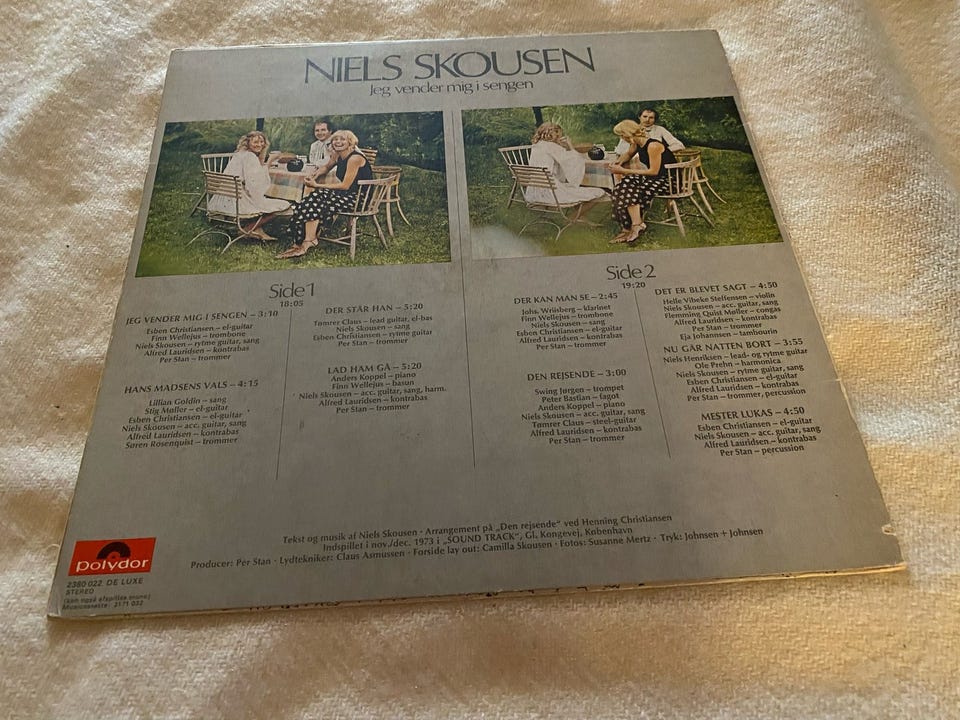 NIELS SKOUSEN
Jeg vender mig i sengen
Side 1
18:05
JEG VENDER MIG I SENGEN – 3:10
Esben Christiansen – el-guitar
Finn Wellejus – trombone
Niels Skousen – rytme guitar, sang
Alfred Lauridsen – kontrabas
Per Stan – trommer
HANS MADSENS VALS – 4:15
Lillian Goldin – sang
Stig Møller – el-guitar
Esben Christiansen – el-guitar
Niels Skousen – acc. guitar, sang
Alfred Lauridsen – kontrabas
Søren Rosenquist – trommer
DER STÅR HAN – 5:20
Tømrer Claus – lead guitar, el-bas
Niels Skousen – sang
Esben Christiansen – rytme guitar
Per Stan – trommer
LAD HAM GÅ – 5:20
Anders Koppel – piano
Finn Wellejus – basun
Niels Skousen – acc. guitar, sang, harm.
Alfred Lauridsen – kontrabas
Per Stan – trommer
Side 2
19:20
DER KAN MAN SE – 2:45
Johs. Wriisberg – klarinet
Finn Wellejus – trombone
Niels Skousen – sang
Esben Christiansen – el-guitar
Alfred Lauridsen – kontrabas
Per Stan – trommer
DEN REJSENDE – 3:00
Swing Jørgen – trompet
Peter Bastian – fagot
Anders Koppel – piano
Niels Skousen – acc. guitar, sang
Tømrer Claus – steel-guitar
Alfred Lauridsen – kontrabas
Per Stan – trommer
DET ER BLEVET SAGT – 4:50
Helle Vibeke Steffensen – violin
Niels Skousen – acc. guitar, sang
Flemming Quist Møller – congas
Alfred Lauridsen – kontrabas
Per Stan – trommer
Eja Johannsen – tambourin
NU GÅR NATTEN BORT – 3:55
Niels Henriksen – lead- og rytme guitar
Ole Prehn – harmonica
Niels Skousen – rytme guitar, sang
Esben Christiansen – el-guitar
Alfred Lauridsen – kontrabas
Per Stan – trommer, percussion
MESTER LUKAS – 4:50
Esben Christiansen – el-guitar
Niels Skousen – acc. guitar, sang
Alfred Lauridsen – kontrabas
Per Stan – percussion
Tekst og musik af Niels Skousen · Arrangement på „Den rejsende" ved Henning Christiansen
Indspillet i nov./dec. 1973 i „SOUND TRACK", Gl. Kongevej, København
Producer: Per Stan · Lydtekniker: Claus Asmussen · Forside lay out: Camilla Skousen · Fotos: Susanne Mertz · Tryk: Johnsen + Johnsen
polydor
2380 022 DE LUXE
STEREO
(kan også afspilles mono)
Musicassette: 3171 032